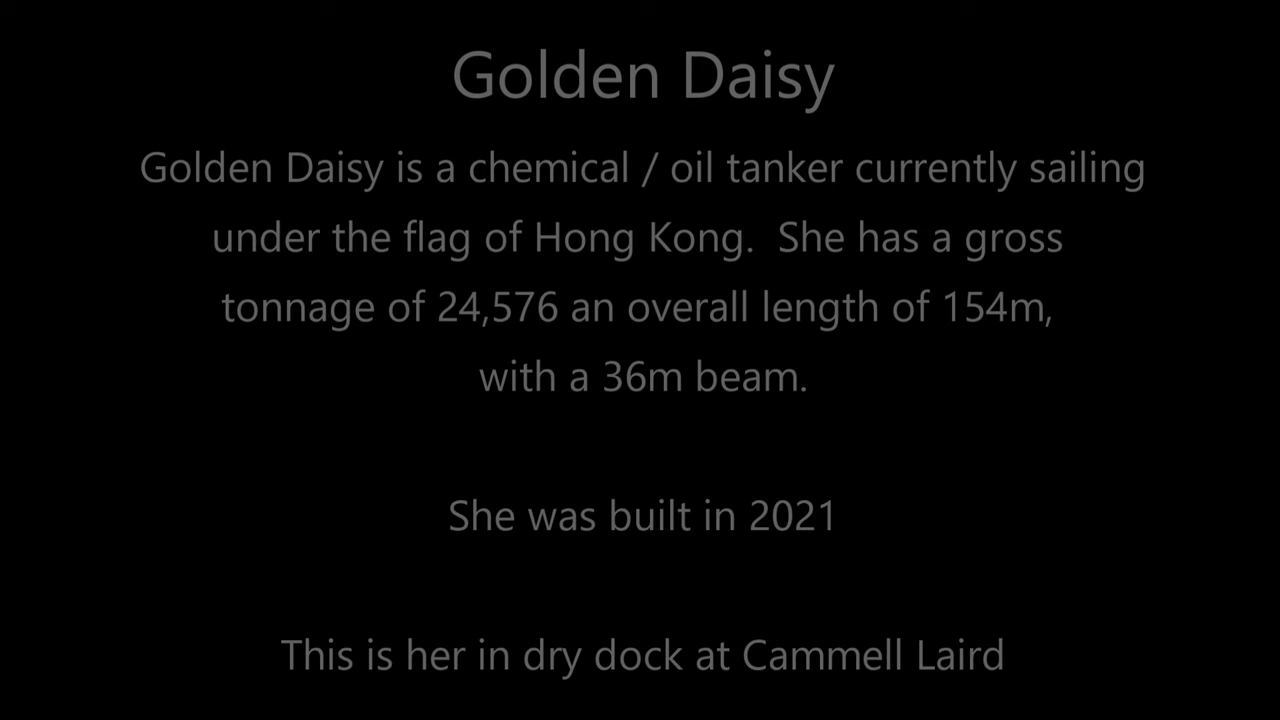 Golden Daisy
Golden Daisy is a chemical / oil tanker currently sailing
under the flag of Hong Kong.  She has a gross
tonnage of 24,576 an overall length of 154m,
with a 36m beam.
She was built in 2021
This is her in dry dock at Cammell Laird